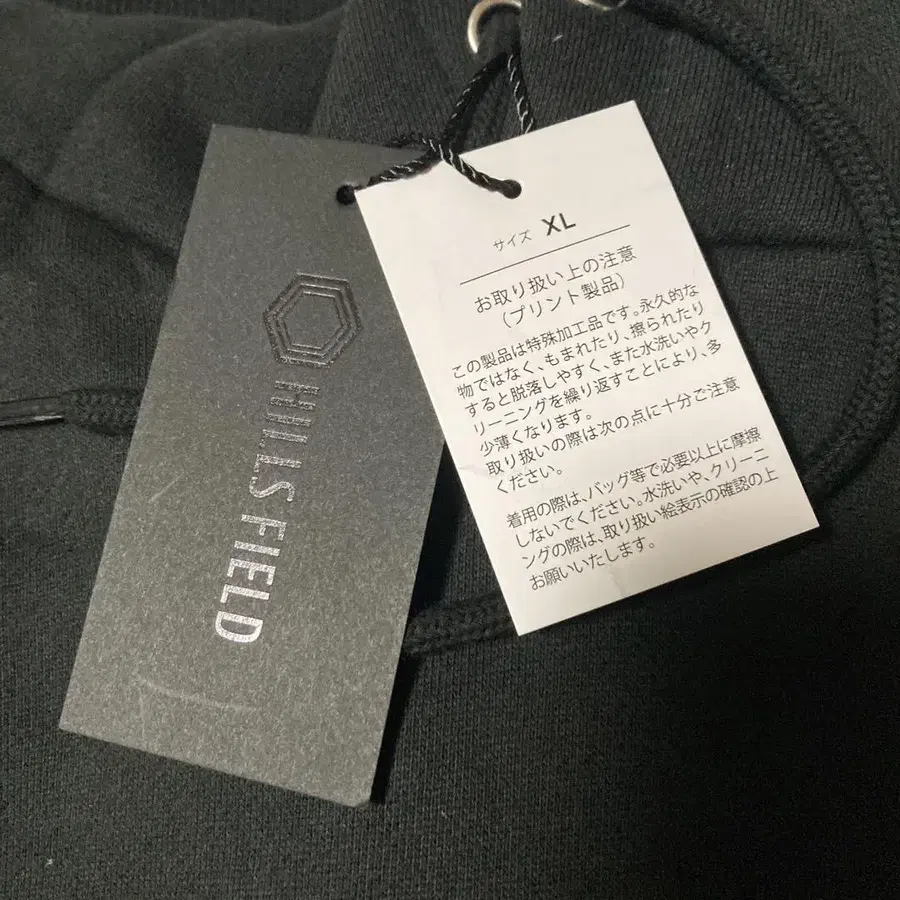 HILLS FIELD
サイズ XL
お取り扱い上の注意
(プリント製品)
この製品は特殊加工品です。永久的な
物ではなく、もまれたり、擦られたり
すると脱落しやすく、また水洗いやク
リーニングを繰り返すことにより、多
少薄くなります。
取り扱いの際は次の点に十分ご注意
ください。
着用の際は、バッグ等で必要以上に摩擦
しないでください。水洗いや、クリーニ
ングの際は、取り扱い絵表示の確認の上
お願いいたします。